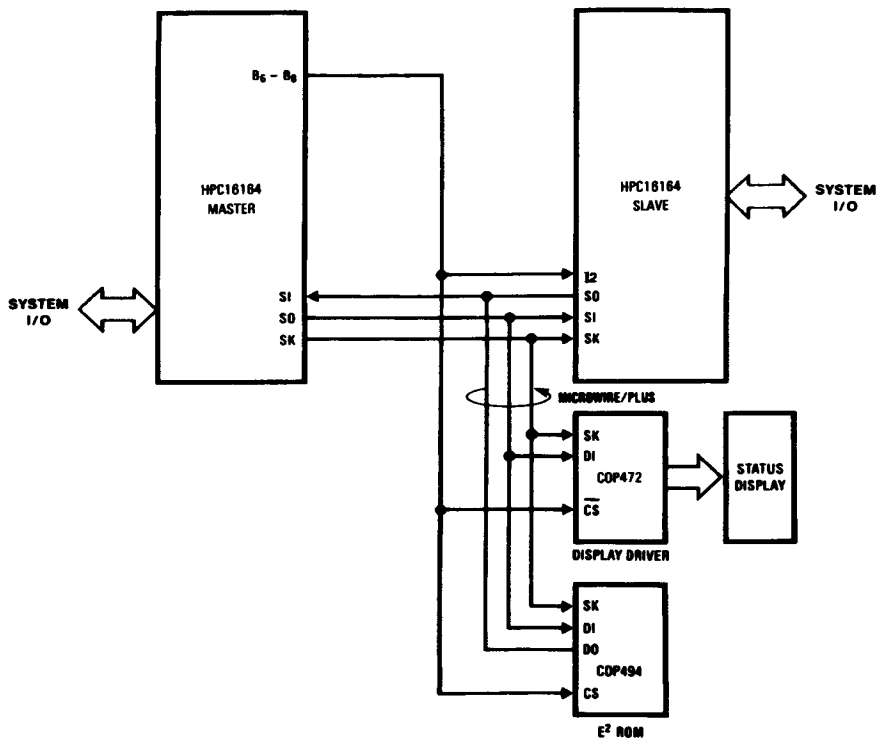 B5 – B6
HPC16164
MASTER
HPC16164
SLAVE
SYSTEM
I/O
SYSTEM
I/O
SI
SO
SK
I2
SO
SI
SK
MICROWIRE/PLUS
SK
DI
COP472
C̅S̅
DISPLAY DRIVER
STATUS
DISPLAY
SK
DI
DO
COP494
CS
E² ROM